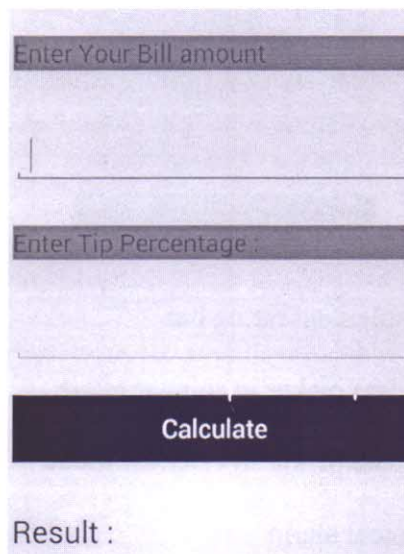 Enter Your Bill amount
Enter Tip Percentage :
Calculate
Result :